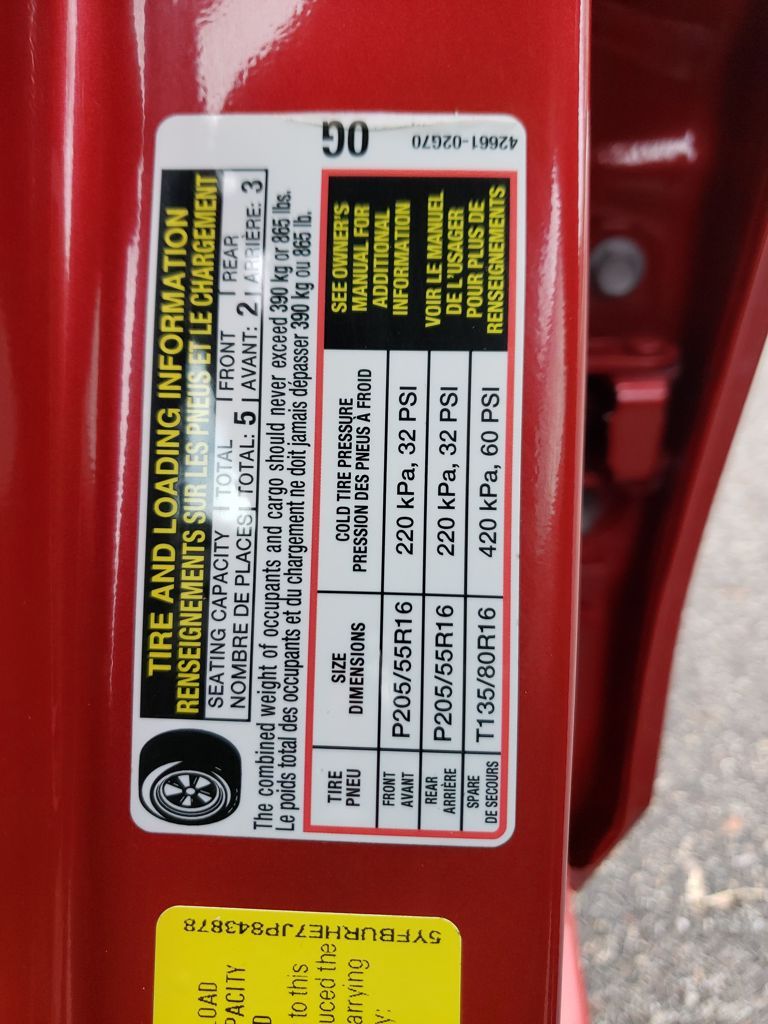 TIRE AND LOADING INFORMATION
RENSEIGNEMENTS SUR LES PNEUS ET LE CHARGEMENT
SEATING CAPACITY | TOTAL | FRONT | REAR
NOMBRE DE PLACES | TOTAL: 5 | AVANT: 2 | ARRIÈRE: 3
The combined weight of occupants and cargo should never exceed 390 kg or 865 lbs.
Le poids total des occupants et du chargement ne doit jamais dépasser 390 kg ou 865 lb.
TIRE SIZE COLD TIRE PRESSURE
PNEU DIMENSIONS PRESSION DES PNEUS À FROID
FRONT
AVANT P205/55R16 220 kPa, 32 PSI
REAR
ARRIÈRE P205/55R16 220 kPa, 32 PSI
SPARE
DE SECOURS T135/80R16 420 kPa, 60 PSI
SEE OWNER'S
MANUAL FOR
ADDITIONAL
INFORMATION
VOIR LE MANUEL
DE L'USAGER
POUR PLUS DE
RENSEIGNEMENTS
0G
42661-02G70
5YFBURHE7JP843878
LOAD
PACITY
D
to this
uced the
arrying
y: